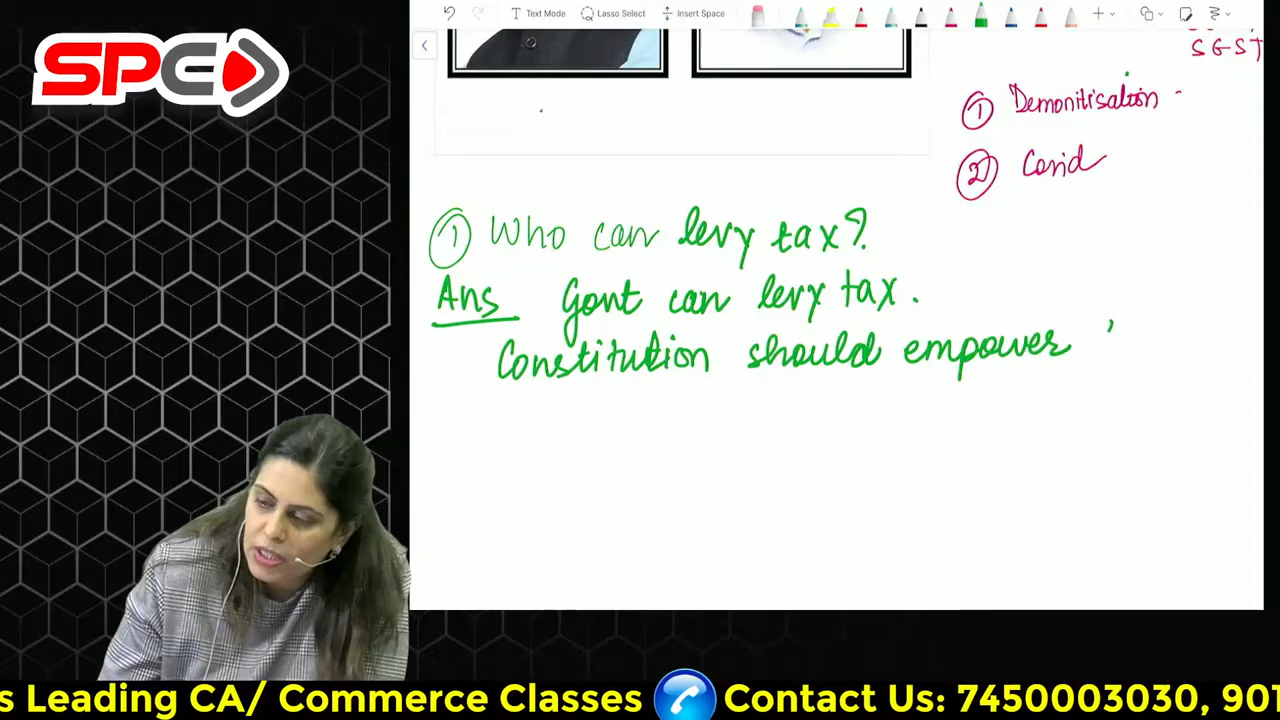 SPC
Text Mode
Lasso Select
Insert Space
SGST
① Demonitisation
② Covid
① Who can levy tax?
Ans Govt can levy tax.
Constitution should empower
s Leading CA/ Commerce Classes Contact Us: 7450003030, 901